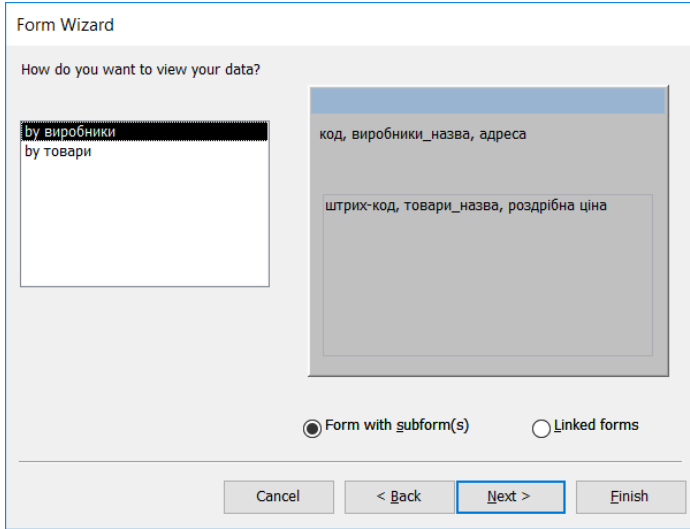 Form Wizard
How do you want to view your data?
by виробники
by товари
код, виробники_назва, адреса
штрих-код, товари_назва, роздрібна ціна
Form with subform(s)
Linked forms
Cancel
< Back
Next >
Finish